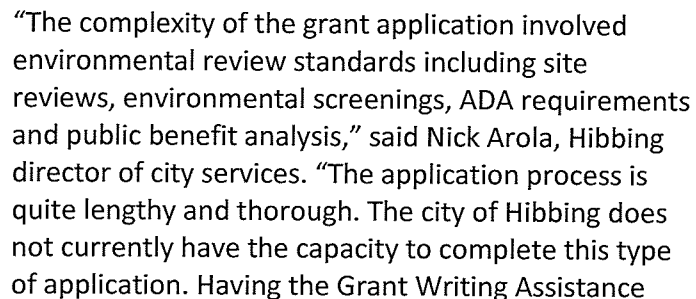 “The complexity of the grant application involved
environmental review standards including site
reviews, environmental screenings, ADA requirements
and public benefit analysis,” said Nick Arola, Hibbing
director of city services. “The application process is
quite lengthy and thorough. The city of Hibbing does
not currently have the capacity to complete this type
of application. Having the Grant Writing Assistance